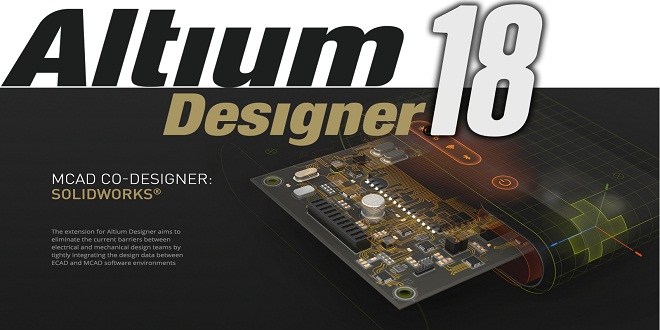 Altium
Designer 18
MCAD CO-DESIGNER:
SOLIDWORKS®
The extension for Altium Designer aims to
eliminate the current barriers between
electrical and mechanical design teams by
tightly integrating the design data between
ECAD and MCAD software environments